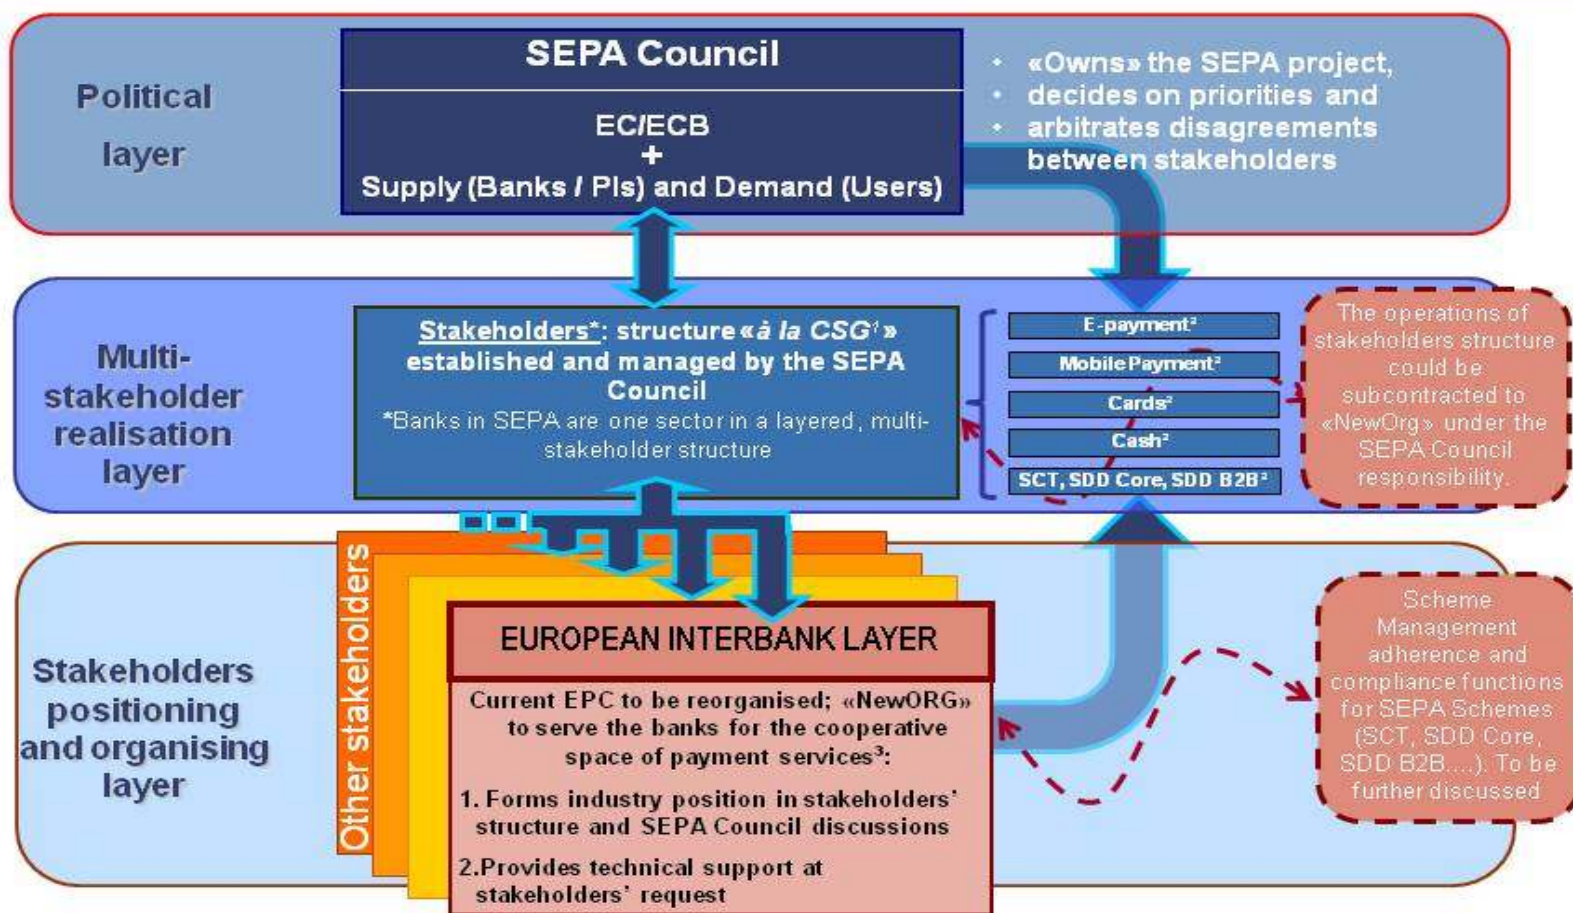 Political
layer
SEPA Council
EC/ECB
+
Supply (Banks / PIs) and Demand (Users)
• «Owns» the SEPA project,
• decides on priorities and
• arbitrates disagreements
between stakeholders
Multi-
stakeholder
realisation
layer
Stakeholders*: structure «à la CSG¹»
established and managed by the SEPA
Council
*Banks in SEPA are one sector in a layered, multi-
stakeholder structure
E-payment²
Mobile Payment²
Cards²
Cash²
SCT, SDD Core, SDD B2B²
The operations of
stakeholders structure
could be
subcontracted to
«NewOrg» under the
SEPA Council
responsibility.
Stakeholders
positioning
and organising
layer
Other stakeholders
EUROPEAN INTERBANK LAYER
Current EPC to be reorganised; «NewORG»
to serve the banks for the cooperative
space of payment services³:
1. Forms industry position in stakeholders'
structure and SEPA Council discussions
2.Provides technical support at
stakeholders' request
Scheme
Management
adherence and
compliance functions
for SEPA Schemes
(SCT, SDD Core,
SDD B2B....). To be
further discussed